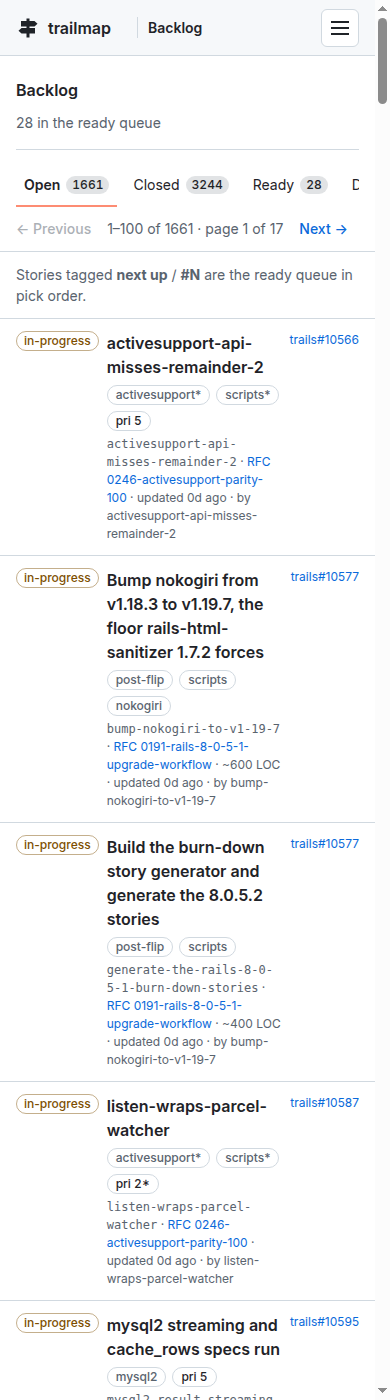 trailmap Backlog
Backlog
28 in the ready queue
Open 1661 Closed 3244 Ready 28 D
← Previous 1–100 of 1661 · page 1 of 17 Next →
Stories tagged next up / #N are the ready queue in
pick order.
in-progress activesupport-api- trails#10566
misses-remainder-2
activesupport* scripts*
pri 5
activesupport-api-
misses-remainder-2 · RFC
0246-activesupport-parity-
100 · updated 0d ago · by
activesupport-api-misses-
remainder-2
in-progress Bump nokogiri from trails#10577
v1.18.3 to v1.19.7, the
floor rails-html-
sanitizer 1.7.2 forces
post-flip scripts
nokogiri
bump-nokogiri-to-v1-19-7
· RFC 0191-rails-8-0-5-1-
upgrade-workflow · ~600 LOC
· updated 0d ago · by bump-
nokogiri-to-v1-19-7
in-progress Build the burn-down trails#10577
story generator and
generate the 8.0.5.2
stories
post-flip scripts
generate-the-rails-8-0-
5-1-burn-down-stories ·
RFC 0191-rails-8-0-5-1-
upgrade-workflow · ~400 LOC
· updated 0d ago · by bump-
nokogiri-to-v1-19-7
in-progress listen-wraps-parcel- trails#10587
watcher
activesupport* scripts*
pri 2*
listen-wraps-parcel-
watcher · RFC 0246-
activesupport-parity-100 ·
updated 0d ago · by listen-
wraps-parcel-watcher
in-progress mysql2 streaming and trails#10595
cache_rows specs run
mysql2 pri 5
mysql2-result-streaming-